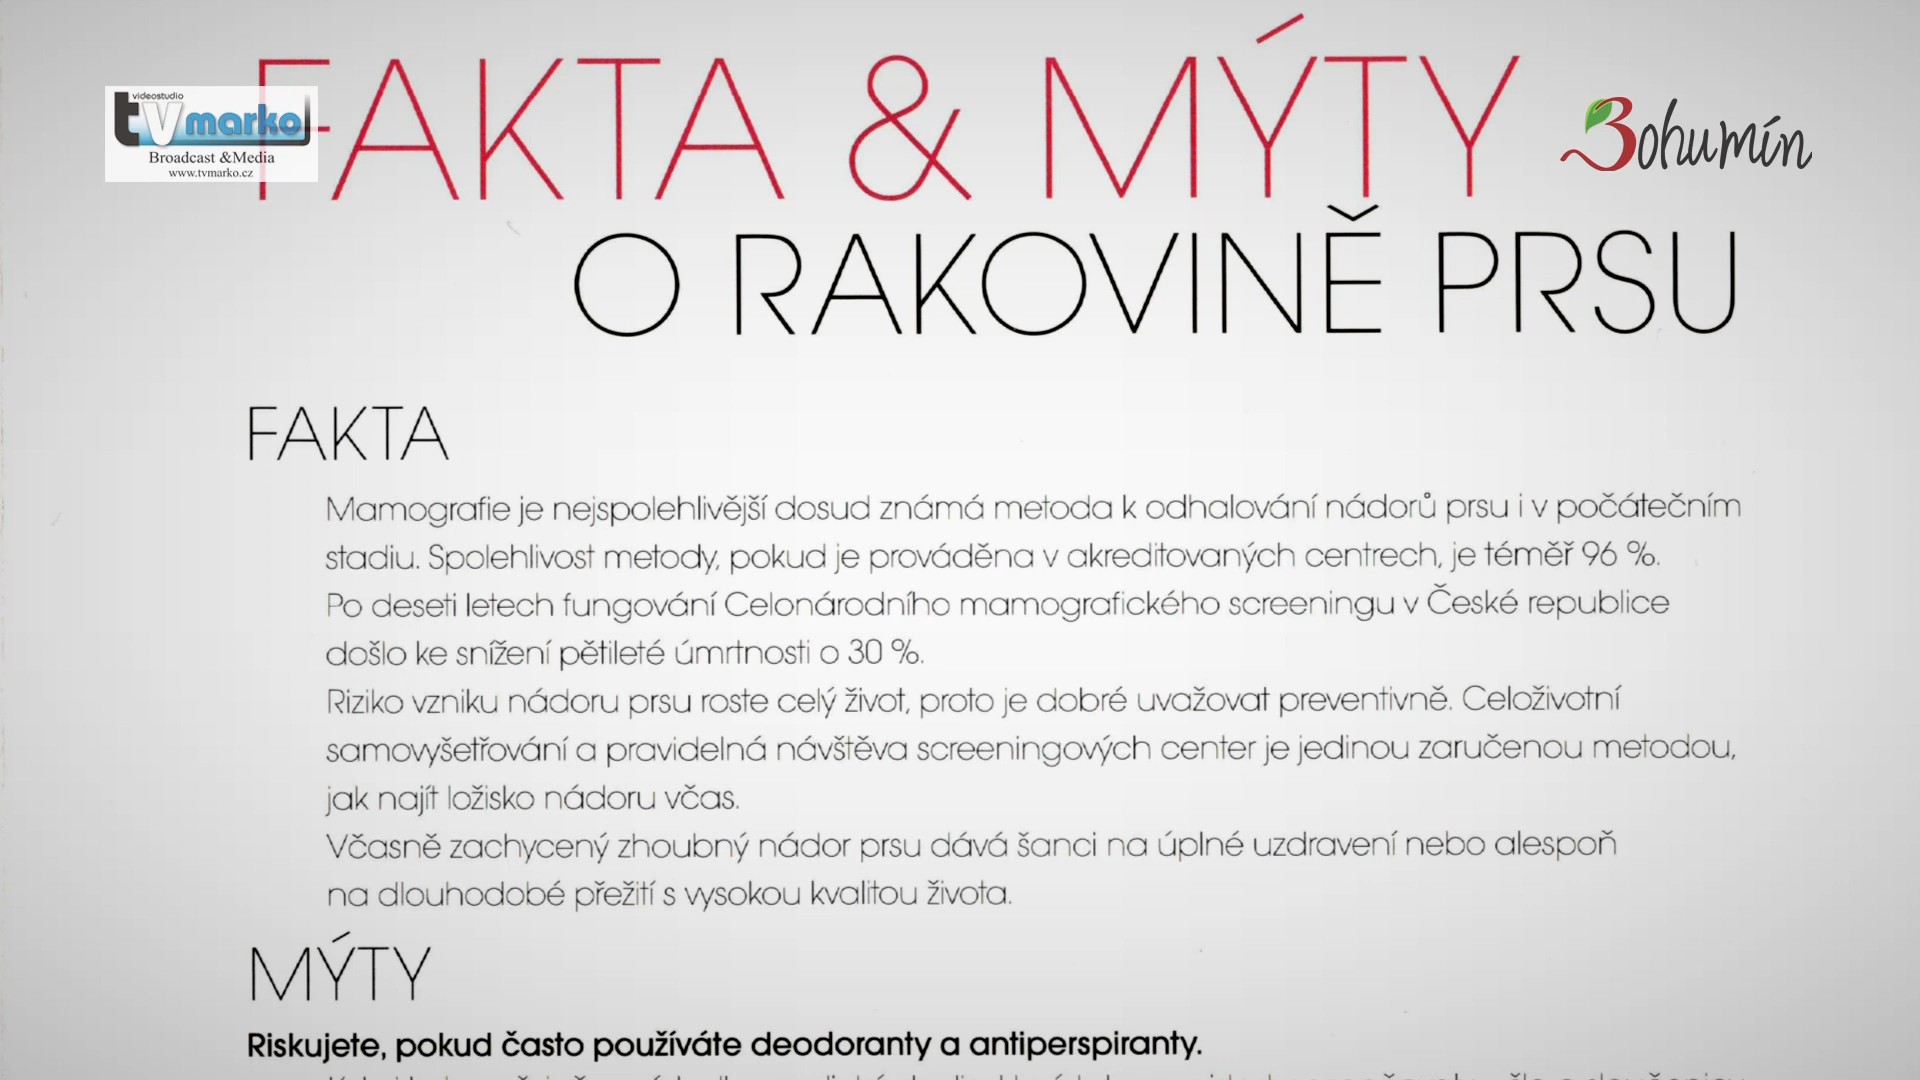 FAKTA & MÝTY
videostudio
tvmarko
Broadcast &Media
www.tvmarko.cz
Bohumín
O RAKOVINĚ PRSU
FAKTA
Mamografie je nejspolehlivější dosud známá metoda k odhalování nádorů prsu i v počátečním
stadiu. Spolehlivost metody, pokud je prováděna v akreditovaných centrech, je téměř 96 %.
Po deseti letech fungování Celonárodního mamografického screeningu v České republice
došlo ke snížení pětileté úmrtnosti o 30 %.
Riziko vzniku nádoru prsu roste celý život, proto je dobré uvažovat preventivně. Celoživotní
samovyšetřování a pravidelná návštěva screeningových center je jedinou zaručenou metodou,
jak najít ložisko nádoru včas.
Včasně zachycený zhoubný nádor prsu dává šanci na úplné uzdravení nebo alespoň
na dlouhodobé přežití s vysokou kvalitou života.
MÝTY
Riskujete, pokud často používáte deodoranty a antiperspiranty.